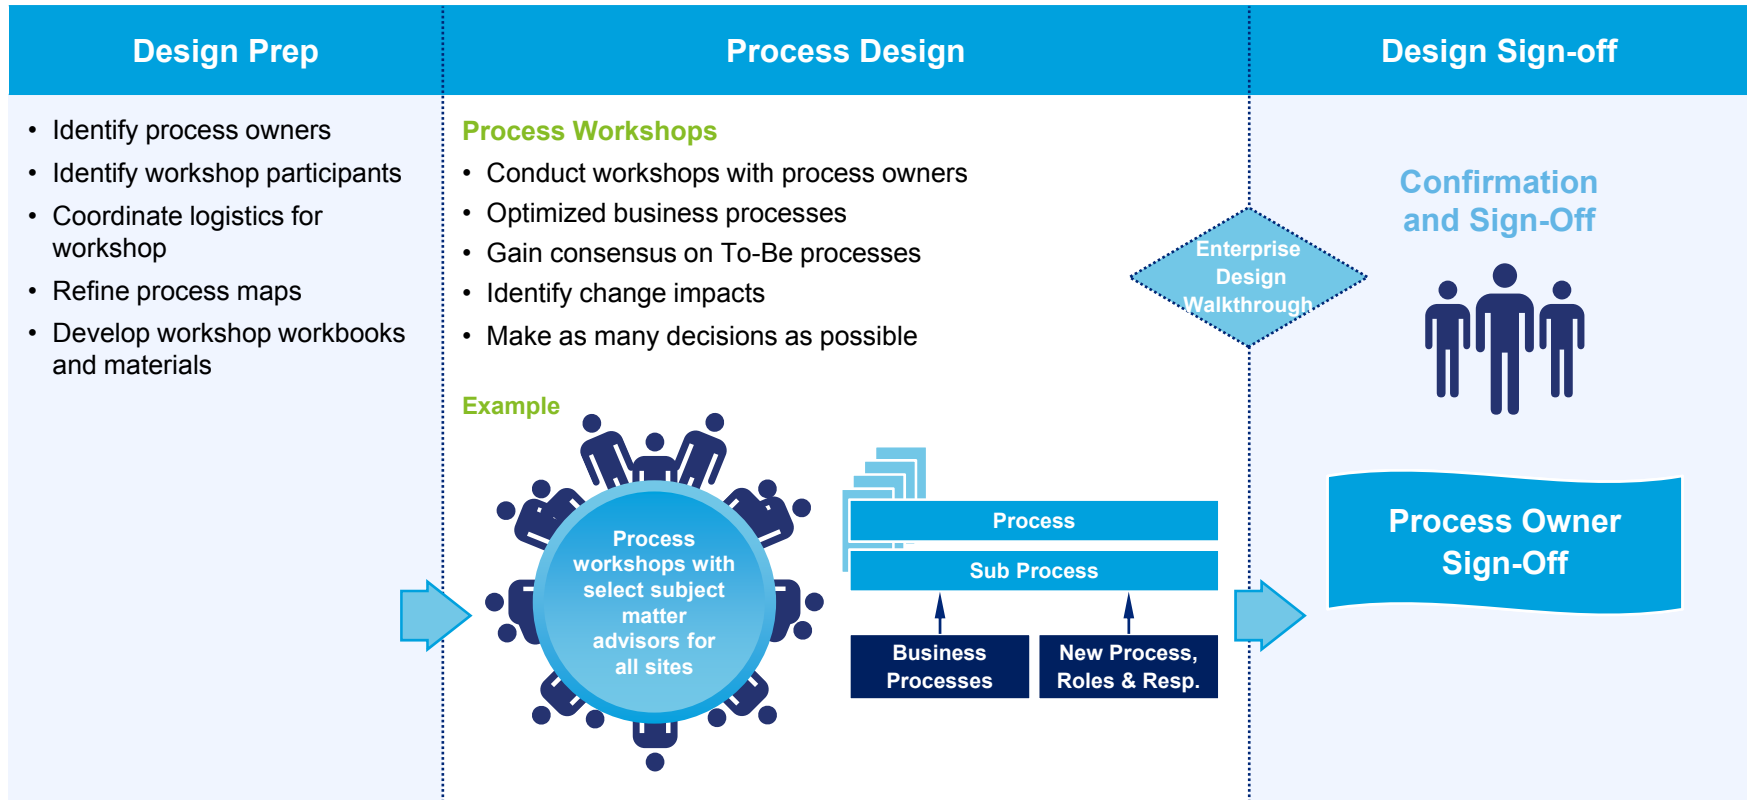 Design Prep
Process Design
Design Sign-off
• Identify process owners
• Identify workshop participants
• Coordinate logistics for
workshop
• Refine process maps
• Develop workshop workbooks
and materials
Process Workshops
• Conduct workshops with process owners
• Optimized business processes
• Gain consensus on To-Be processes
• Identify change impacts
• Make as many decisions as possible
Example
Process
workshops with
select subject
matter
advisors for
all sites
Process
Sub Process
Business
Processes
New Process,
Roles & Resp.
Enterprise
Design
Walkthrough
Confirmation
and Sign-Off
Process Owner
Sign-Off